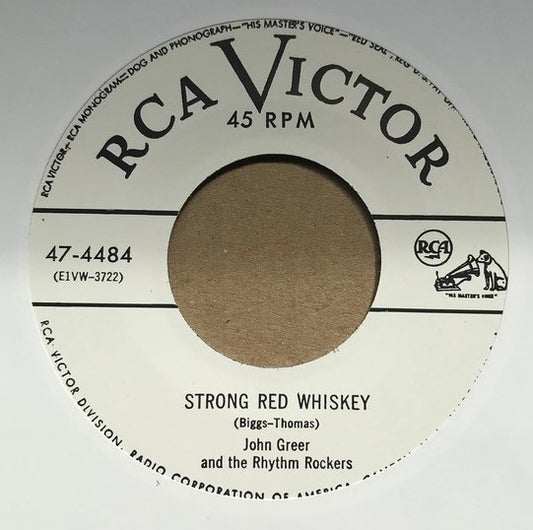 RCA VICTOR—RCA MONOGRAM—DOG AND PHONOGRAPH—"HIS MASTER'S VOICE"—"RED SEAL,"
RCA VICTOR
45 RPM
47-4484
(E1VW-3722)
RCA
"HIS MASTER'S VOICE"
STRONG RED WHISKEY
(Biggs-Thomas)
John Greer
and the Rhythm Rockers
RCA VICTOR DIVISION, RADIO CORPORATION OF AMERICA,